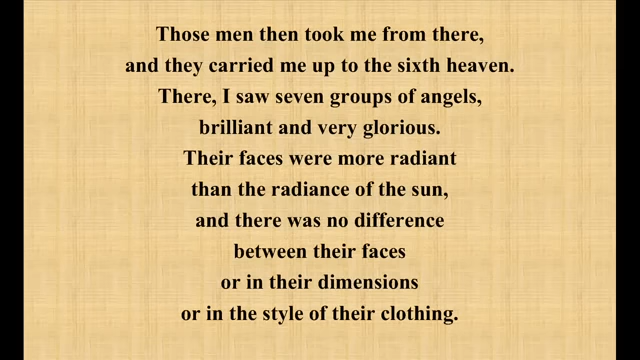 Those men then took me from there,
and they carried me up to the sixth heaven.
There, I saw seven groups of angels,
brilliant and very glorious.
Their faces were more radiant
than the radiance of the sun,
and there was no difference
between their faces
or in their dimensions
or in the style of their clothing.